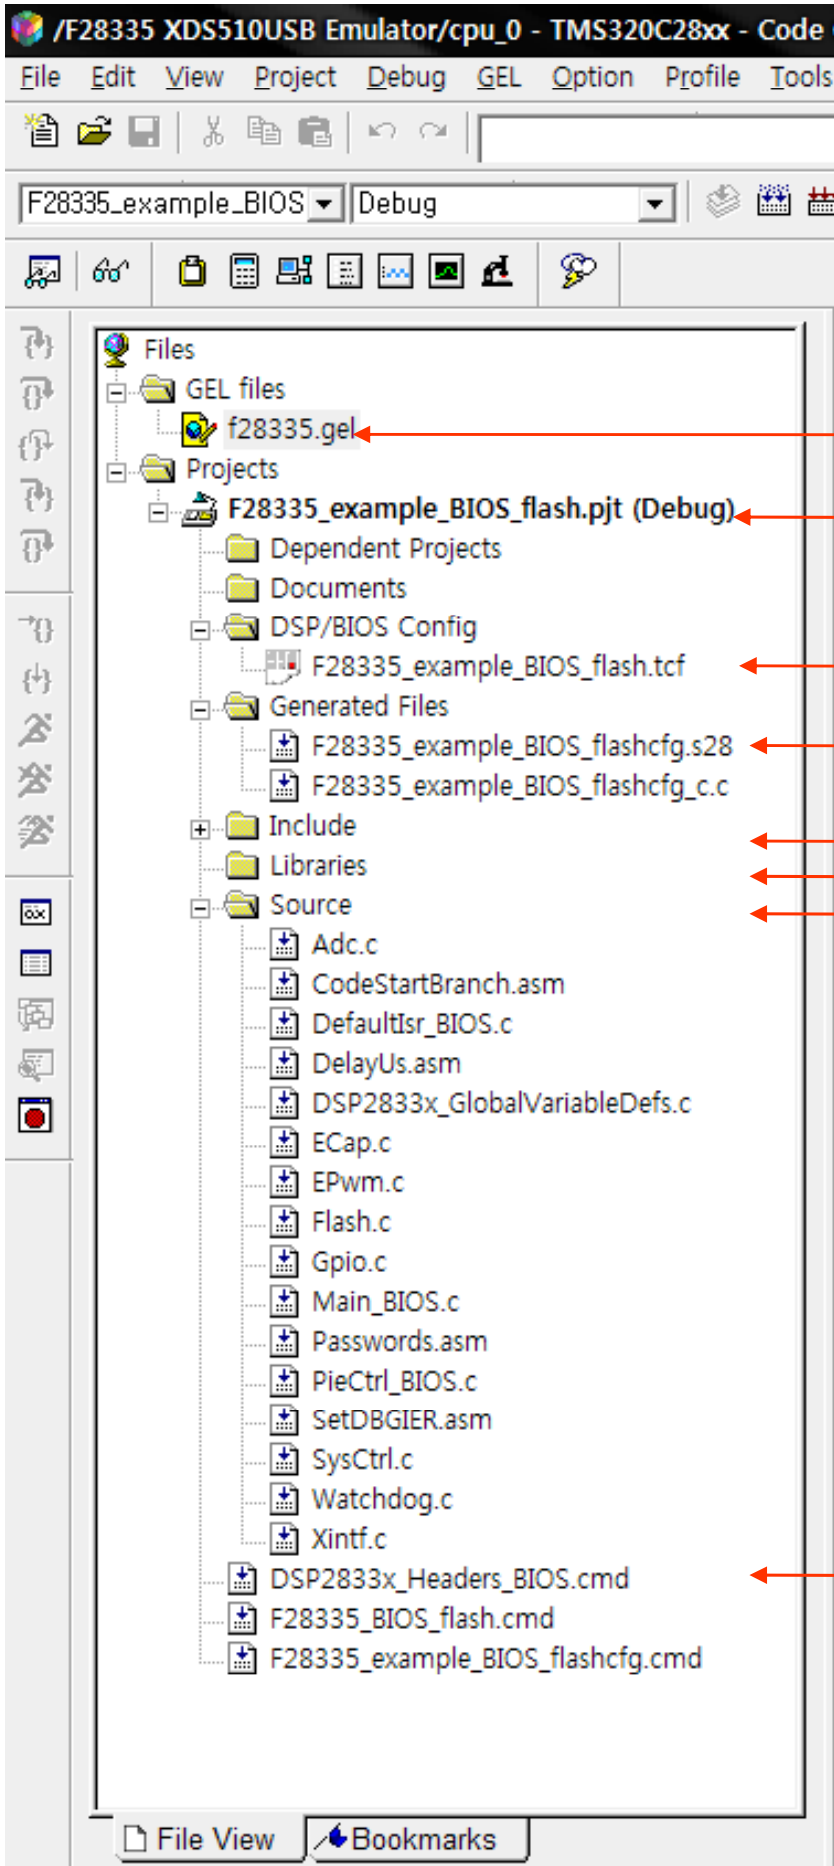 /F28335 XDS510USB Emulator/cpu_0 - TMS320C28xx - Code
File Edit View Project Debug GEL Option Profile Tools
F28335_example_BIOS Debug
Files
GEL files
f28335.gel
Projects
F28335_example_BIOS_flash.pjt (Debug)
Dependent Projects
Documents
DSP/BIOS Config
F28335_example_BIOS_flash.tcf
Generated Files
F28335_example_BIOS_flashcfg.s28
F28335_example_BIOS_flashcfg_c.c
Include
Libraries
Source
Adc.c
CodeStartBranch.asm
DefaultIsr_BIOS.c
DelayUs.asm
DSP2833x_GlobalVariableDefs.c
ECap.c
EPwm.c
Flash.c
Gpio.c
Main_BIOS.c
Passwords.asm
PieCtrl_BIOS.c
SetDBGIER.asm
SysCtrl.c
Watchdog.c
Xintf.c
DSP2833x_Headers_BIOS.cmd
F28335_BIOS_flash.cmd
F28335_example_BIOS_flashcfg.cmd
File View Bookmarks